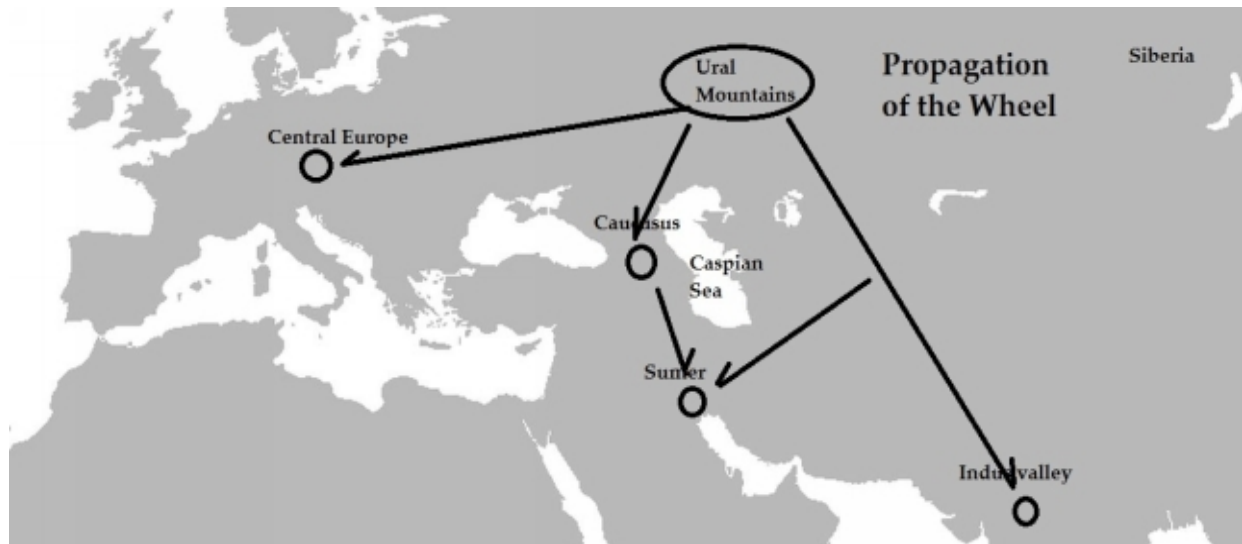 Ural
Mountains
Propagation
of the Wheel
Siberia
Central Europe
Caucasus
Caspian
Sea
Sumer
Indus valley